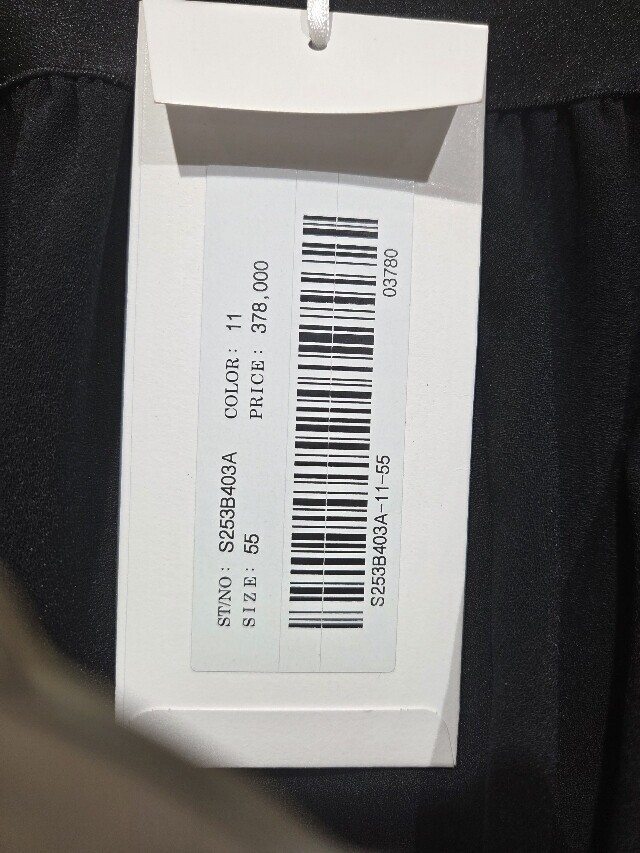 ST/NO: S253B403A COLOR: 11
SIZE: 55 PRICE: 378,000
S253B403A-11-55 03780